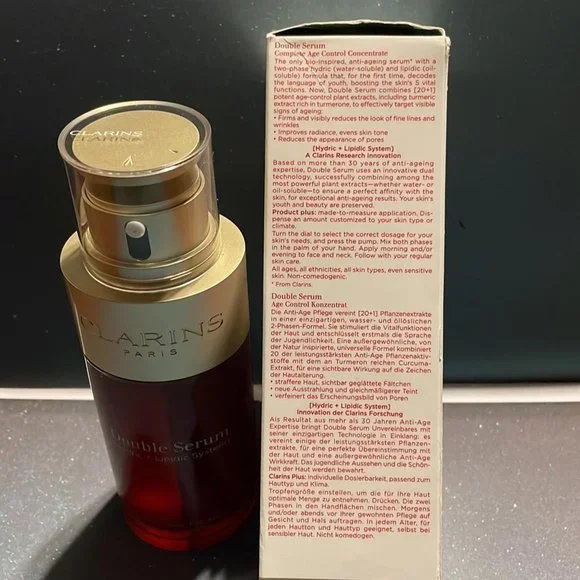 CLARINS
CLARINS
PARIS
Double Serum
Lipidic System]
Double Serum
Complete Age Control Concentrate
The only bio-inspired, anti-ageing serum* with a
two-phase hydric (water-soluble) and lipidic (oil-
soluble) formula that, for the first time, decodes
the language of youth, boosting the skin's 5 vital
functions. Now, Double Serum combines [20+1]
potent age-control plant extracts, including turmeric
extract rich in turmerone, to effectively target visible
signs of ageing:
• Firms and visibly reduces the look of fine lines and
wrinkles
• Improves radiance, evens skin tone
• Reduces the appearance of pores
[Hydric + Lipidic System]
A Clarins Research innovation
Based on more than 30 years of anti-ageing
expertise, Double Serum uses an innovative dual
technology, successfully combining among the
most powerful plant extracts—whether water- or
oil-soluble—to ensure a perfect affinity with the
skin, for exceptional anti-ageing results. Your skin's
youth and beauty are preserved.
Product plus: made-to-measure application. Dis-
pense an amount customized to your skin type or
climate.
Turn the dial to select the correct dosage for your
skin's needs, and press the pump. Mix both phases
in the palm of your hand. Apply morning and/or
evening to face and neck. Follow with your regular
skin care.
All ages, all ethnicities, all skin types, even sensitive
skin. Non-comedogenic.
* From Clarins.
Double Serum
Age Control Konzentrat
Die Anti-Age Pflege vereint [20+1] Pflanzenextrakte
in einer einzigartigen, wasser- und öllöslichen
2-Phasen-Formel. Sie stimuliert die Vitalfunktionen
der Haut und entschlüsselt erstmals die Sprache
der Jugendlichkeit. Eine außergewöhnliche, von
der Natur inspirierte, universelle Formel kombiniert
20 der leistungsstärksten Anti-Age Pflanzenaktiv-
stoffe mit dem an Turmeron reichen Curcuma-
Extrakt, für eine sichtbare Wirkung auf die Zeichen
der Hautalterung.
• straffere Haut, sichtbar geglättete Fältchen
• neue Ausstrahlung und gleichmäßigerer Teint
• verfeinert das Erscheinungsbild von Poren
[Hydric + Lipidic System]
Innovation der Clarins Forschung
Als Resultat aus mehr als 30 Jahren Anti-Age
Expertise bringt Double Serum Unvereinbares mit
seiner einzigartigen Technologie in Einklang: es
vereint einige der leistungsstärksten Pflanzen-
extrakte, für eine perfekte Übereinstimmung mit
der Haut und eine außergewöhnliche Anti-Age
Wirkkraft. Das jugendliche Aussehen und die Schön-
heit der Haut werden bewahrt.
Clarins Plus: individuelle Dosierbarkeit, passend zum
Hauttyp und Klima.
Tropfengröße einstellen, um die für Ihre Haut
optimale Menge zu entnehmen. Drücken. Die zwei
Phasen in den Handflächen mischen. Morgens
und/oder abends vor ihrer gewohnten Pflege auf
Gesicht und Hals auftragen. In jedem Alter, für
jeden Hautton und Hauttyp geeignet, selbst bei
sensibler Haut. Nicht komedogen.